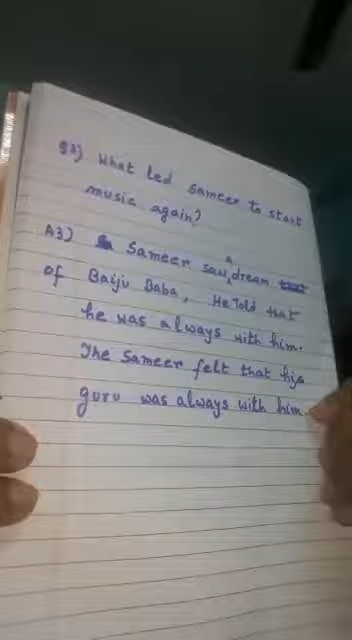 Q3) What led Sameer to start
music again?
A3) Sameer saw a dream
of Baiju Baba, He Told that
he was always with him.
The Sameer felt that his
guru was always with him.